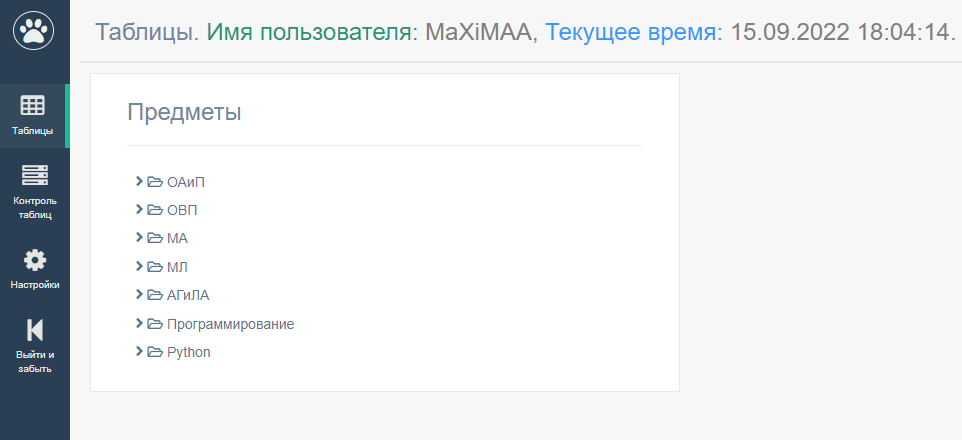 Таблицы. Имя пользователя: MaXiMAA, Текущее время: 15.09.2022 18:04:14.
Таблицы
Контроль
таблиц
Настройки
Выйти и
забыть
Предметы
ОАиП
ОВП
МА
МЛ
АГиЛА
Программирование
Python